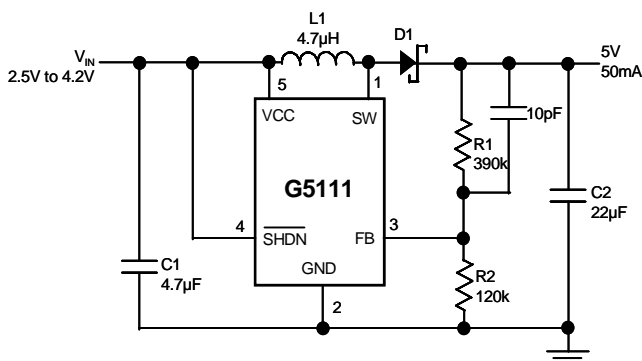 L1
4.7µH
D1
VIN
2.5V to 4.2V
5V
50mA
5
1
VCC
SW
10pF
R1
390k
G5111
C2
22µF
4
3
SHDN
FB
C1
4.7µF
GND
R2
120k
2